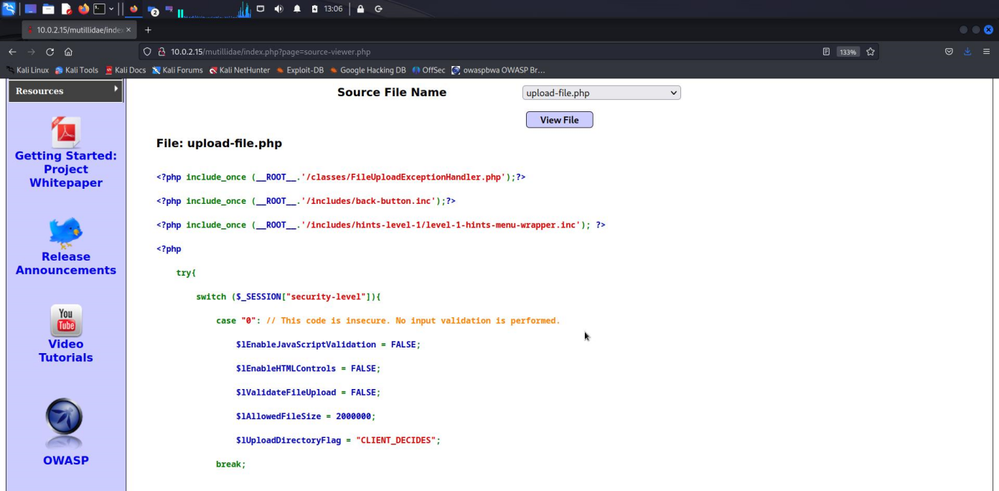 2
13:06
10.0.2.15/mutillidae/index
10.0.2.15/mutillidae/index.php?page=source-viewer.php
133%
Kali Linux Kali Tools Kali Docs Kali Forums Kali NetHunter Exploit-DB Google Hacking DB OffSec owaspbwa OWASP Br...
Resources
Source File Name
upload-file.php
View File
Getting Started:
Project
Whitepaper
Release
Announcements
You
Tube
Video
Tutorials
OWASP
File: upload-file.php
<?php include_once (__ROOT__.'/classes/FileUploadExceptionHandler.php');?>
<?php include_once (__ROOT__.'/includes/back-button.inc');?>
<?php include_once (__ROOT__.'/includes/hints-level-1/level-1-hints-menu-wrapper.inc'); ?>
<?php
try{
switch ($_SESSION["security-level"]){
case "0": // This code is insecure. No input validation is performed.
$lEnableJavaScriptValidation = FALSE;
$lEnableHTMLControls = FALSE;
$lValidateFileUpload = FALSE;
$lAllowedFileSize = 2000000;
$lUploadDirectoryFlag = "CLIENT_DECIDES";
break;